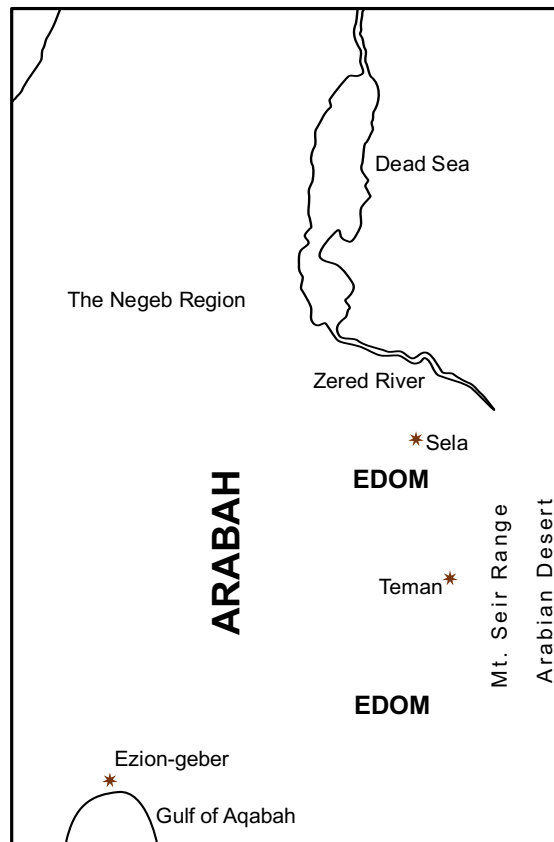 Dead Sea
The Negeb Region
Zered River
Sela
EDOM
ARABAH
Mt. Seir Range
Arabian Desert
Teman
EDOM
Ezion-geber
Gulf of Aqabah